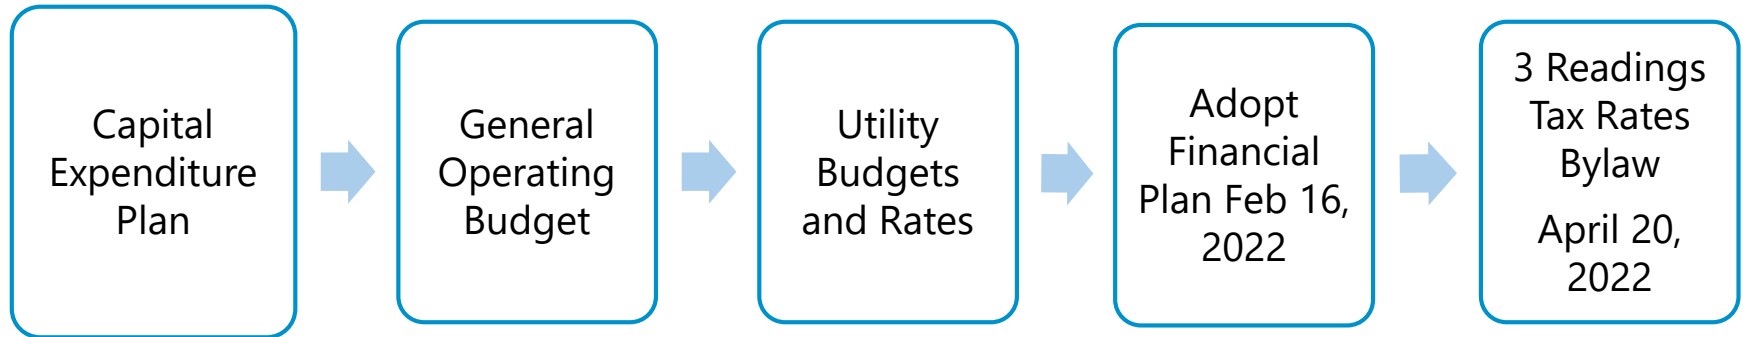 Capital
Expenditure
Plan
General
Operating
Budget
Utility
Budgets
and Rates
Adopt
Financial
Plan Feb 16,
2022
3 Readings
Tax Rates
Bylaw
April 20,
2022